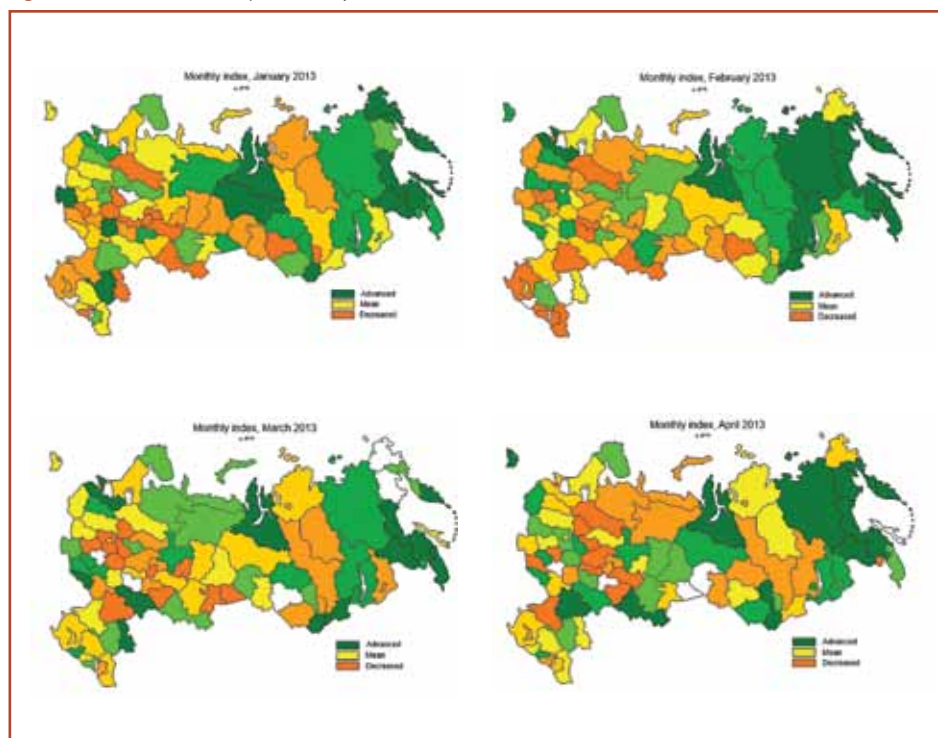 Monthly index, January 2013
Advanced
Mean
Decreased
Monthly index, February 2013
Advanced
Mean
Decreased
Monthly index, March 2013
Advanced
Mean
Decreased
Monthly index, April 2013
Advanced
Mean
Decreased